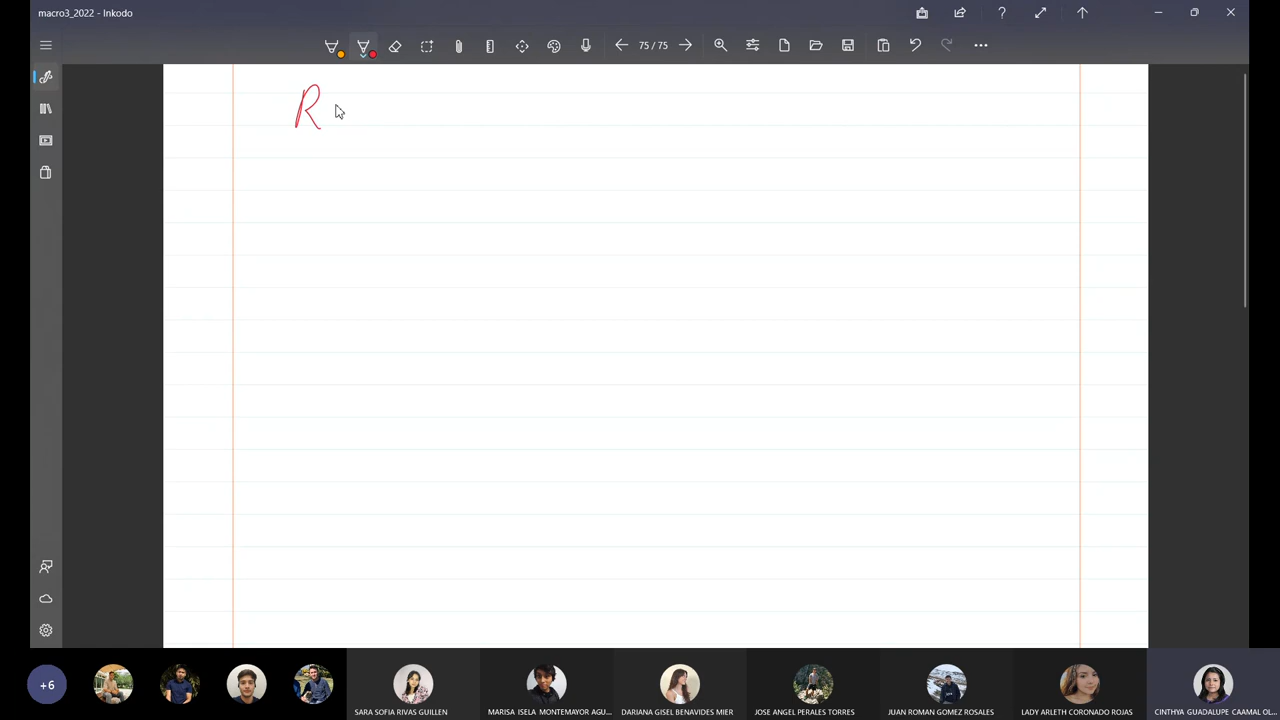 macro3_2022 - Inkodo
75 / 75
R
+6
SARA SOFIA RIVAS GUILLEN
MARISA ISELA MONTEMAYOR AGU...
DARIANA GISEL BENAVIDES MIER
JOSE ANGEL PERALES TORRES
JUAN ROMAN GOMEZ ROSALES
LADY ARLETH CORONADO ROJAS
CINTHYA GUADALUPE CAAMAL OL...